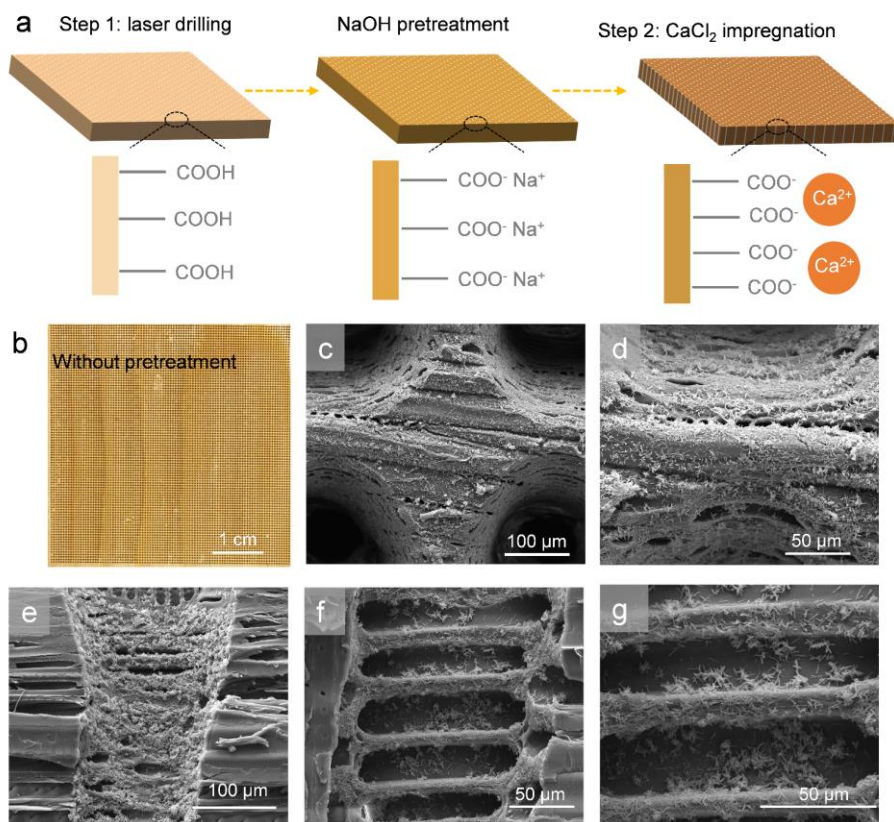 a
Step 1: laser drilling
NaOH pretreatment
Step 2: CaCl₂ impregnation
COOH
COOH
COOH
COO⁻ Na⁺
COO⁻ Na⁺
COO⁻ Na⁺
COO⁻
COO⁻
COO⁻
COO⁻
Ca²⁺
Ca²⁺
b
Without pretreatment
1 cm
c
100 µm
d
50 µm
e
100 µm
f
50 µm
g
50 µm